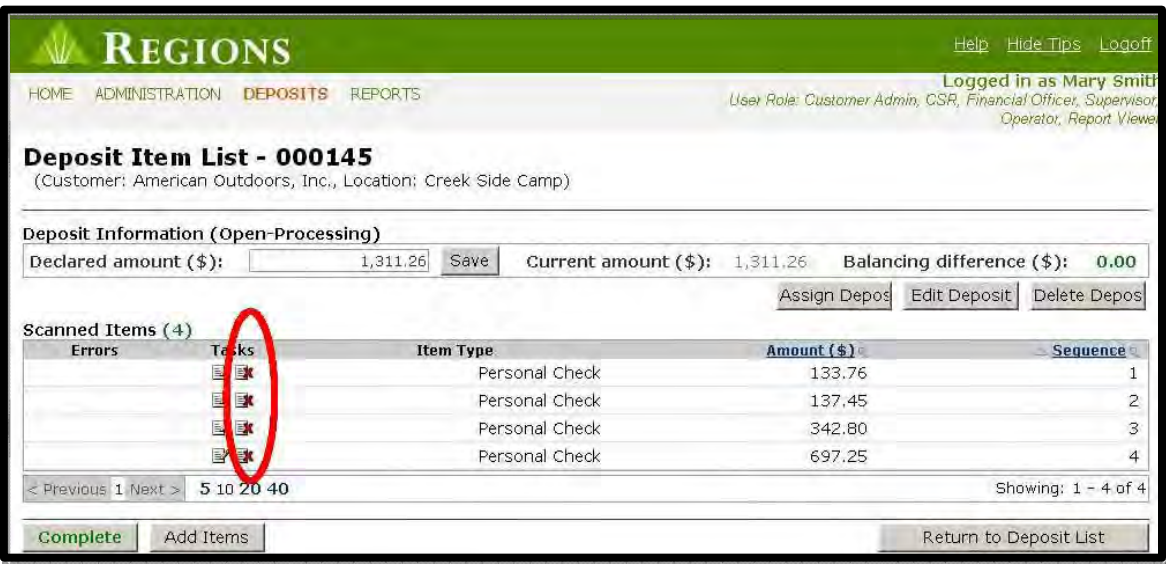 REGIONS
Help Hide Tips Logoff
Logged in as Mary Smith
HOME ADMINISTRATION DEPOSITS REPORTS
User Role: Customer Admin, CSR, Financial Officer, Supervisor,
Operator, Report Viewer
Deposit Item List - 000145
(Customer: American Outdoors, Inc., Location: Creek Side Camp)
Deposit Information (Open-Processing)
Declared amount ($): 1,311.26 Save Current amount ($): 1,311.26 Balancing difference ($): 0.00
Assign Depos Edit Deposit Delete Depos
Scanned Items (4)
Errors Tasks Item Type Amount ($) Sequence
Personal Check 133.76 1
Personal Check 137.45 2
Personal Check 342.80 3
Personal Check 697.25 4
< Previous 1 Next > 5 10 20 40 Showing: 1 - 4 of 4
Complete Add Items Return to Deposit List